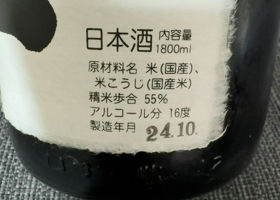 日本酒 内容量 1800ml
原材料名 米(国産)、
米こうじ(国産米)
精米歩合 55%
アルコール分 16度
製造年月 24.10.